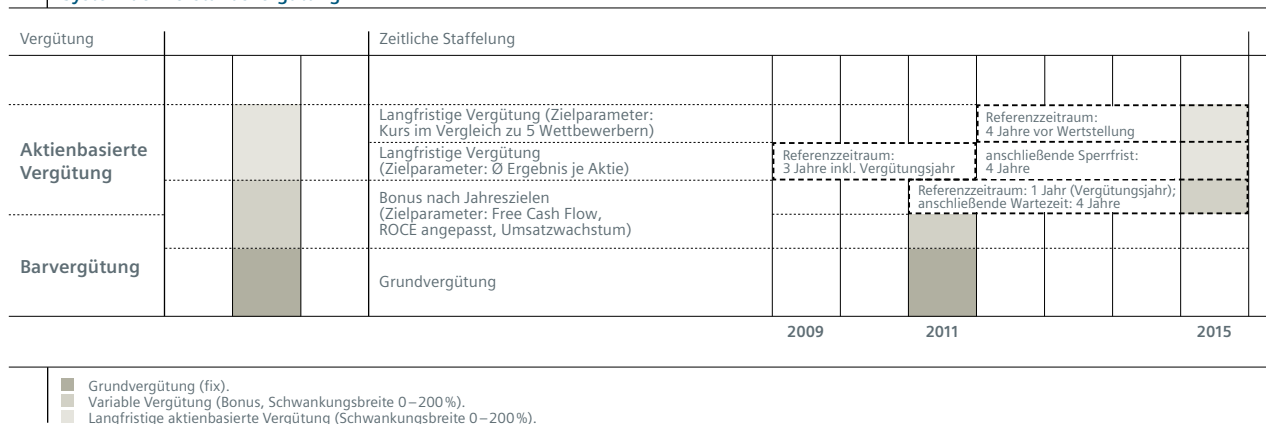 Vergütung
Zeitliche Staffelung
Aktienbasierte
Vergütung
Langfristige Vergütung (Zielparameter:
Kurs im Vergleich zu 5 Wettbewerbern)
Referenzzeitraum:
4 Jahre vor Wertstellung
Langfristige Vergütung
(Zielparameter: Ø Ergebnis je Aktie)
Referenzzeitraum:
3 Jahre inkl. Vergütungsjahr
anschließende Sperrfrist:
4 Jahre
Bonus nach Jahreszielen
(Zielparameter: Free Cash Flow,
ROCE angepasst, Umsatzwachstum)
Referenzzeitraum: 1 Jahr (Vergütungsjahr);
anschließende Wartezeit: 4 Jahre
Barvergütung
Grundvergütung
2009
2011
2015
Grundvergütung (fix).
Variable Vergütung (Bonus, Schwankungsbreite 0–200%).
Langfristige aktienbasierte Vergütung (Schwankungsbreite 0–200%).